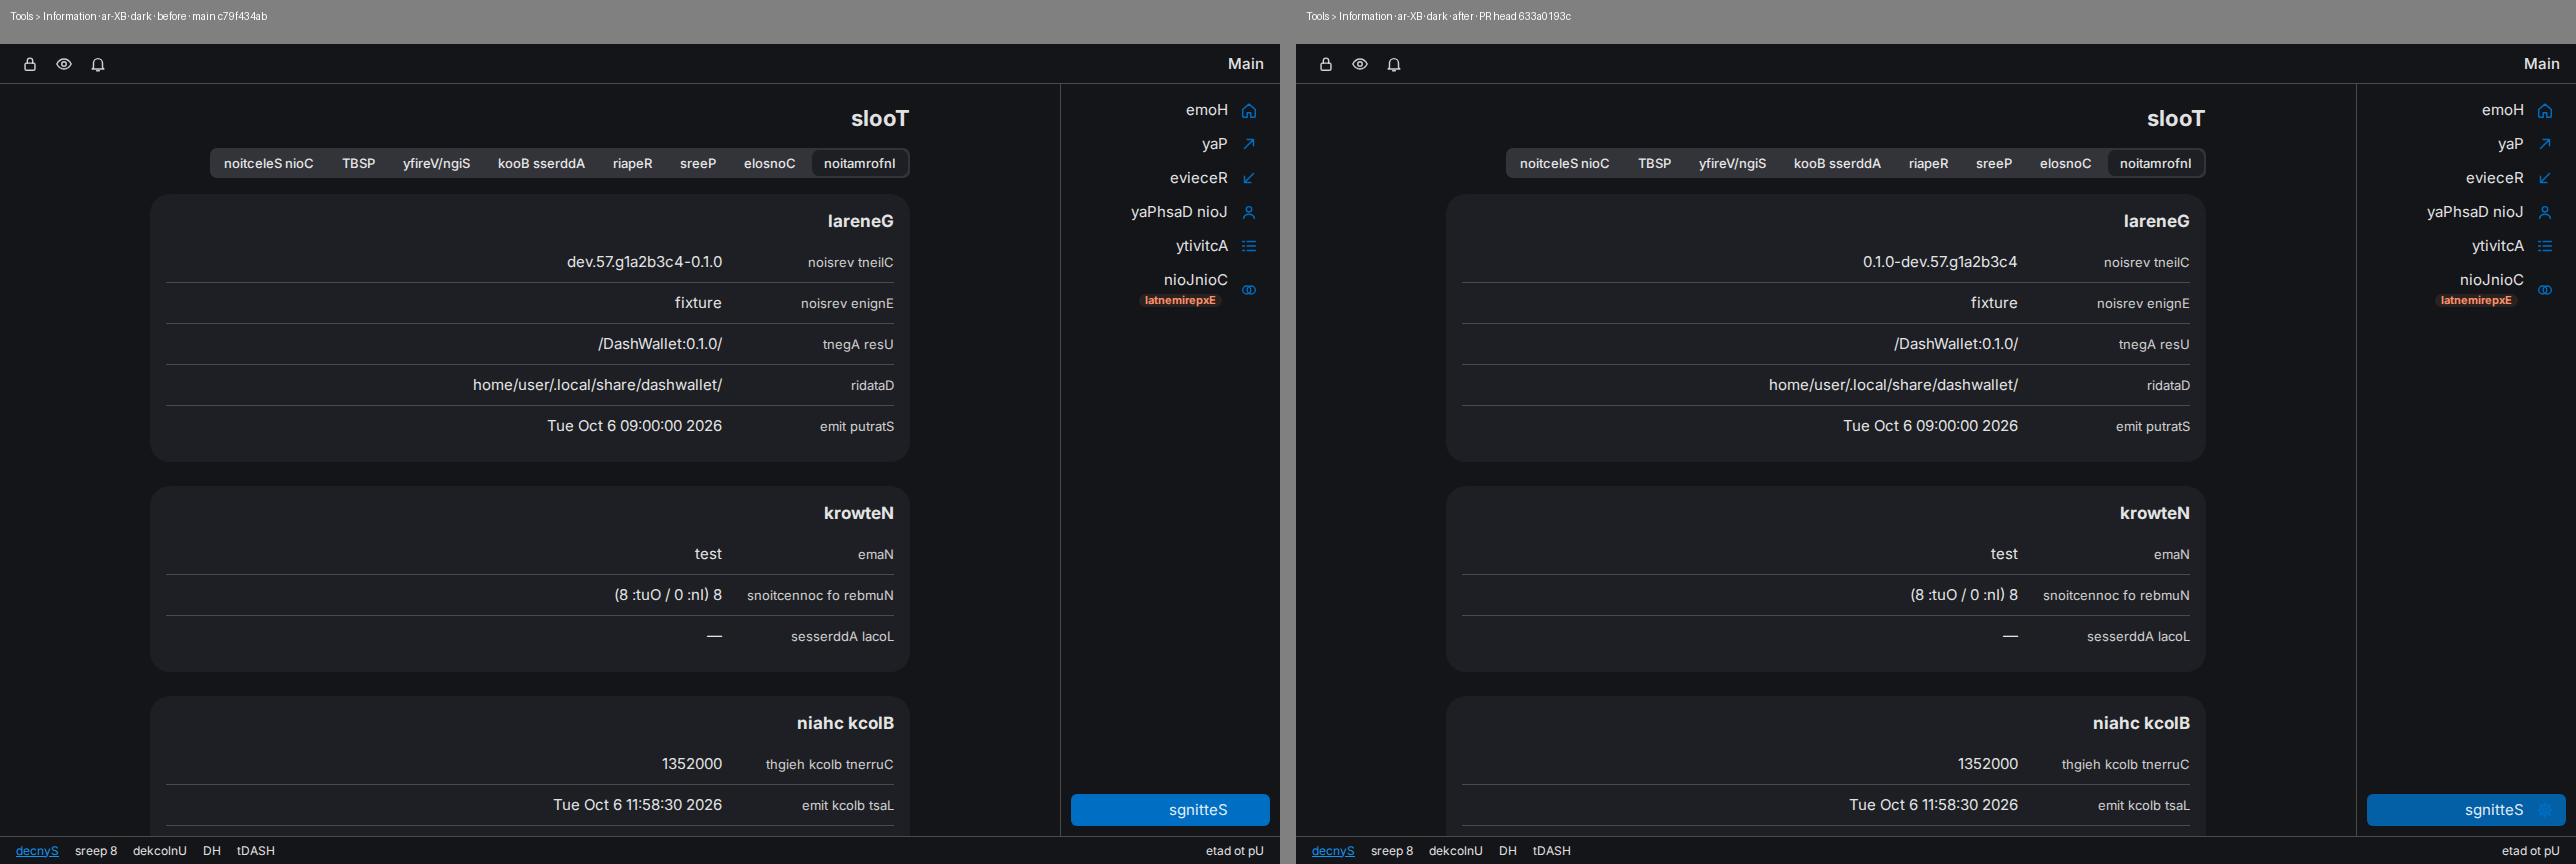 Tools > Information · ar-XB · dark · before · main c79f434ab
Main
slooT
noitceleS nioC TBSP yfireV/ngiS kooB sserddA riapeR sreeP elosnoC noitamrofnI
lareneG
dev.57.g1a2b3c4-0.1.0 noisrev tneilC
fixture noisrev enignE
/DashWallet:0.1.0/ tnegA resU
home/user/.local/share/dashwallet/ ridataD
Tue Oct 6 09:00:00 2026 emit putratS
krowteN
test emaN
(8 :tuO / 0 :nI) 8 snoitcennoc fo rebmuN
— sesserddA lacoL
niahc kcolB
1352000 thgieh kcolb tnerruC
Tue Oct 6 11:58:30 2026 emit kcolb tsaL
emoH
yaP
evieceR
yaPhsaD nioJ
ytivitcA
nioJnioC
latnemirepxE
sgnitteS
decnyS sreep 8 dekcolnU DH tDASH etad ot pU
Tools > Information · ar-XB · dark · after · PR head 633a0193c
Main
slooT
noitceleS nioC TBSP yfireV/ngiS kooB sserddA riapeR sreeP elosnoC noitamrofnI
lareneG
0.1.0-dev.57.g1a2b3c4 noisrev tneilC
fixture noisrev enignE
/DashWallet:0.1.0/ tnegA resU
home/user/.local/share/dashwallet/ ridataD
Tue Oct 6 09:00:00 2026 emit putratS
krowteN
test emaN
(8 :tuO / 0 :nI) 8 snoitcennoc fo rebmuN
— sesserddA lacoL
niahc kcolB
1352000 thgieh kcolb tnerruC
Tue Oct 6 11:58:30 2026 emit kcolb tsaL
emoH
yaP
evieceR
yaPhsaD nioJ
ytivitcA
nioJnioC
latnemirepxE
sgnitteS
decnyS sreep 8 dekcolnU DH tDASH etad ot pU